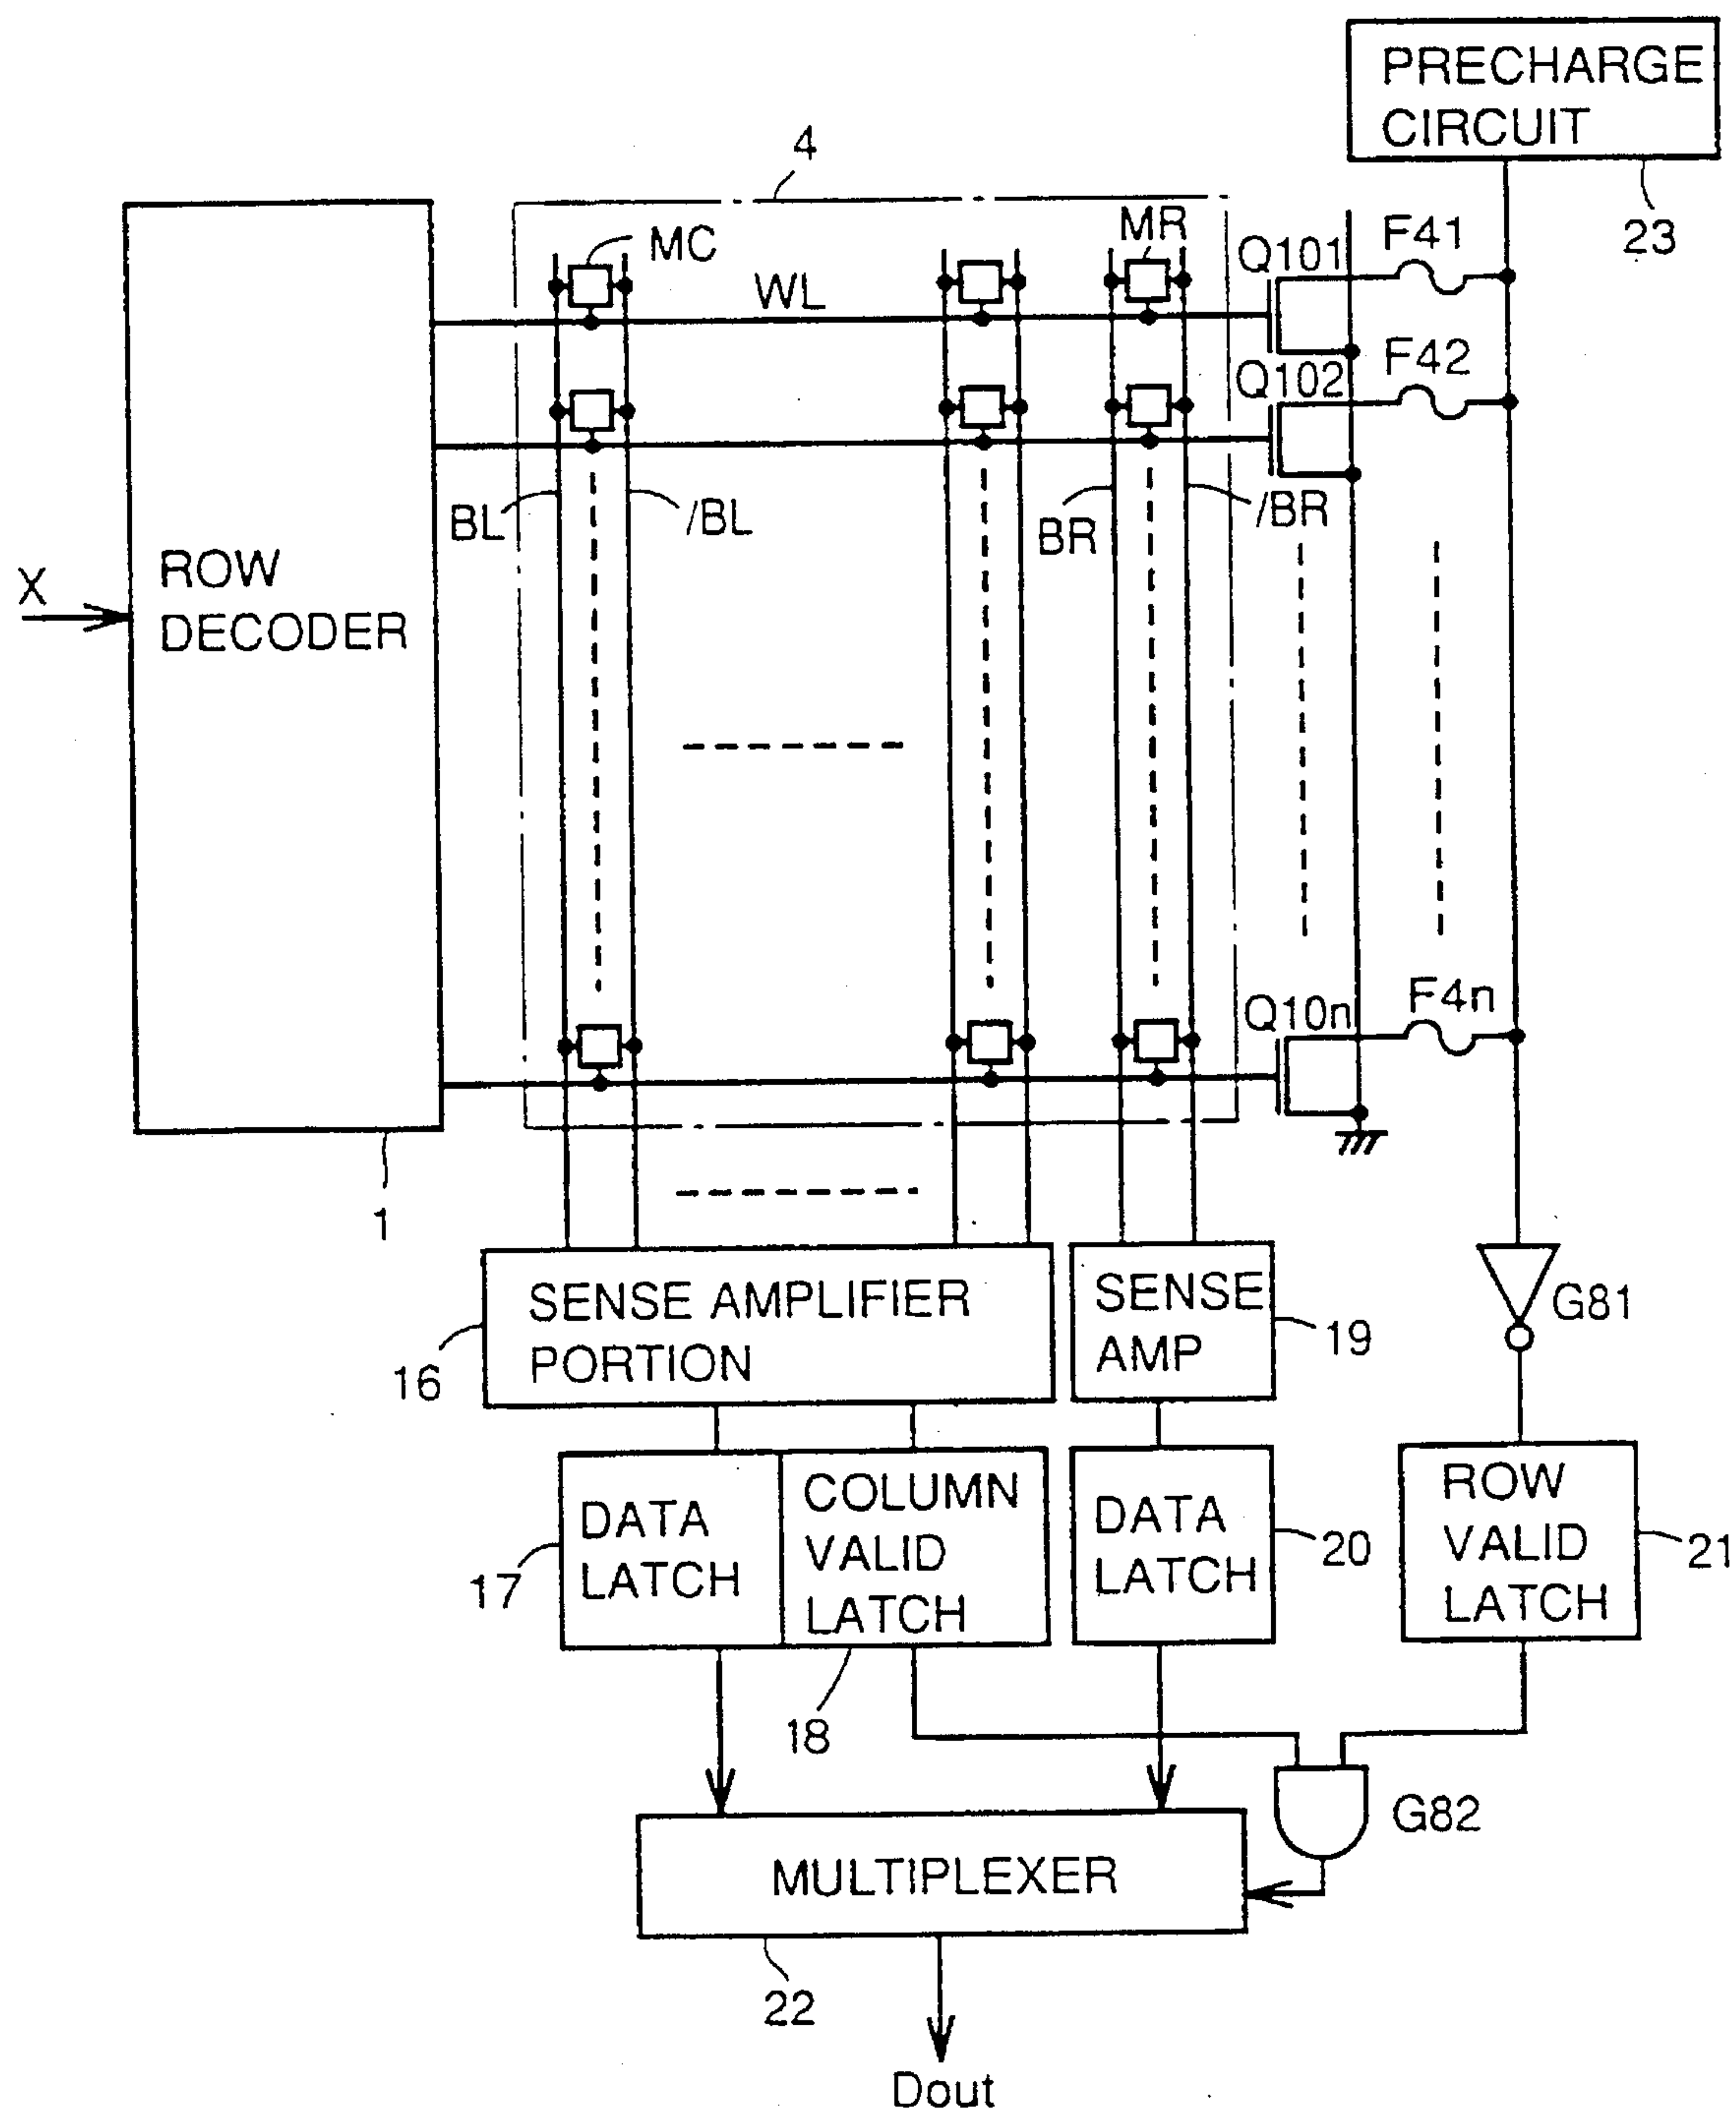 PRECHARGE
CIRCUIT
23
4
MC
WL
MR
Q101
F41
Q102
F42
BL
/BL
BR
/BR
X
ROW
DECODER
Q10n
F4n
1
SENSE AMPLIFIER
PORTION
16
SENSE
AMP
19
G81
DATA
LATCH
17
COLUMN
VALID
LATCH
18
DATA
LATCH
20
ROW
VALID
LATCH
21
G82
MULTIPLEXER
22
Dout